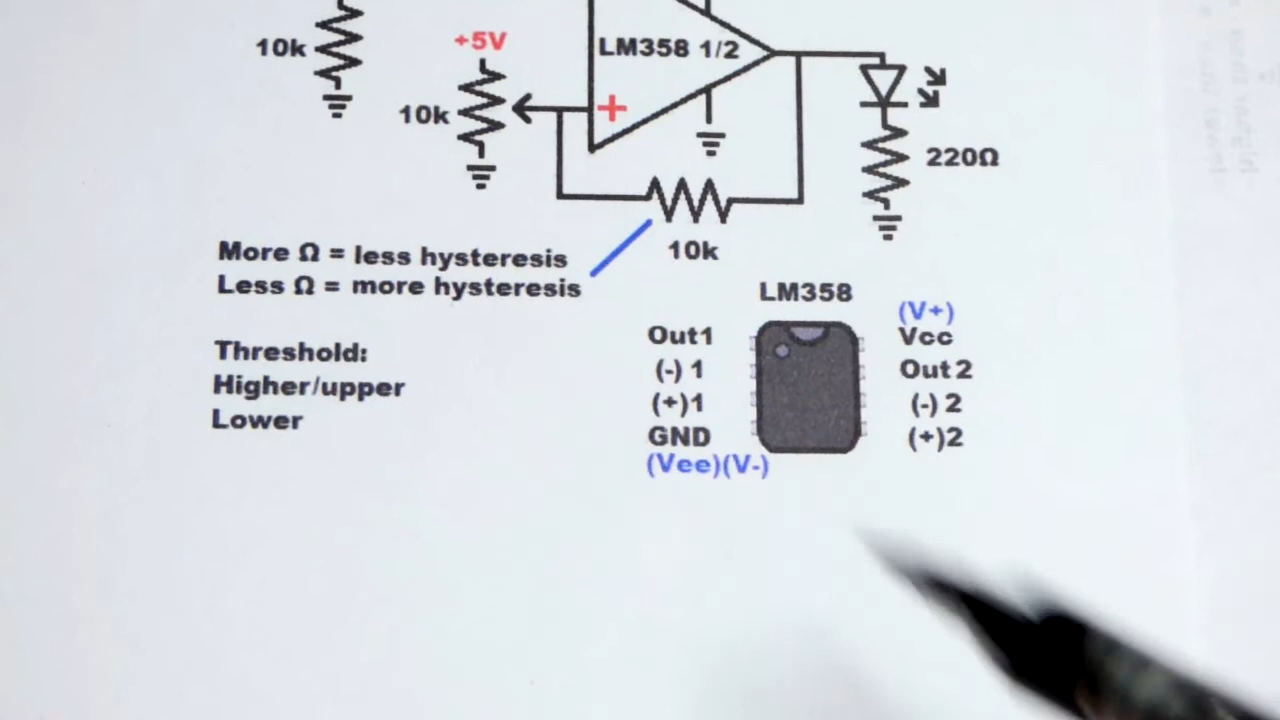 10k
+5V
LM358 1/2
10k
+
220Ω
10k
More Ω = less hysteresis
Less Ω = more hysteresis
LM358
Out1
(-) 1
(+)1
GND
(Vee)(V-)
(V+)
Vcc
Out 2
(-) 2
(+)2
Threshold:
Higher/upper
Lower